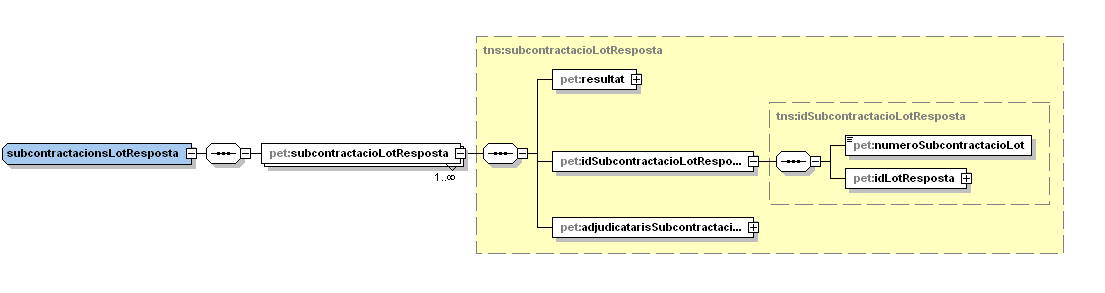 tns:subcontractacioLotResposta
pet:resultat
tns:idSubcontractacioLotResposta
pet:numeroSubcontractacioLot
subcontractacionsLotResposta
pet:subcontractacioLotResposta
1..∞
pet:idSubcontractacioLotRespo...
pet:idLotResposta
pet:adjudicatarisSubcontractaci...